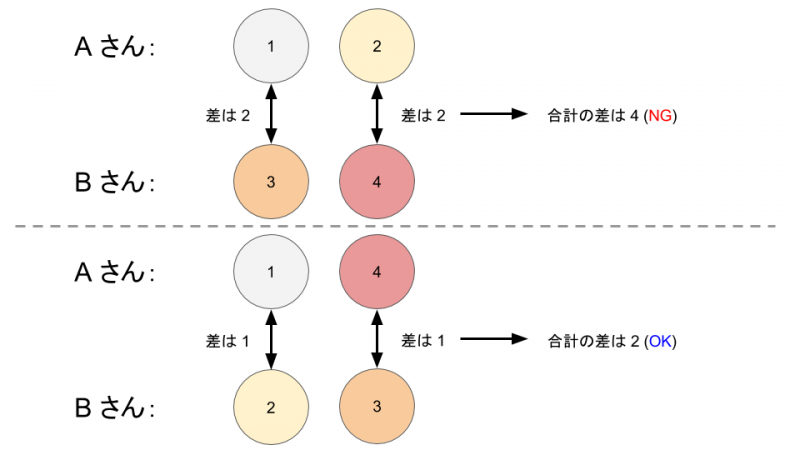 A さん: 1 2
差は 2 差は 2 合計の差は 4 (NG)
B さん: 3 4
A さん: 1 4
差は 1 差は 1 合計の差は 2 (OK)
B さん: 2 3